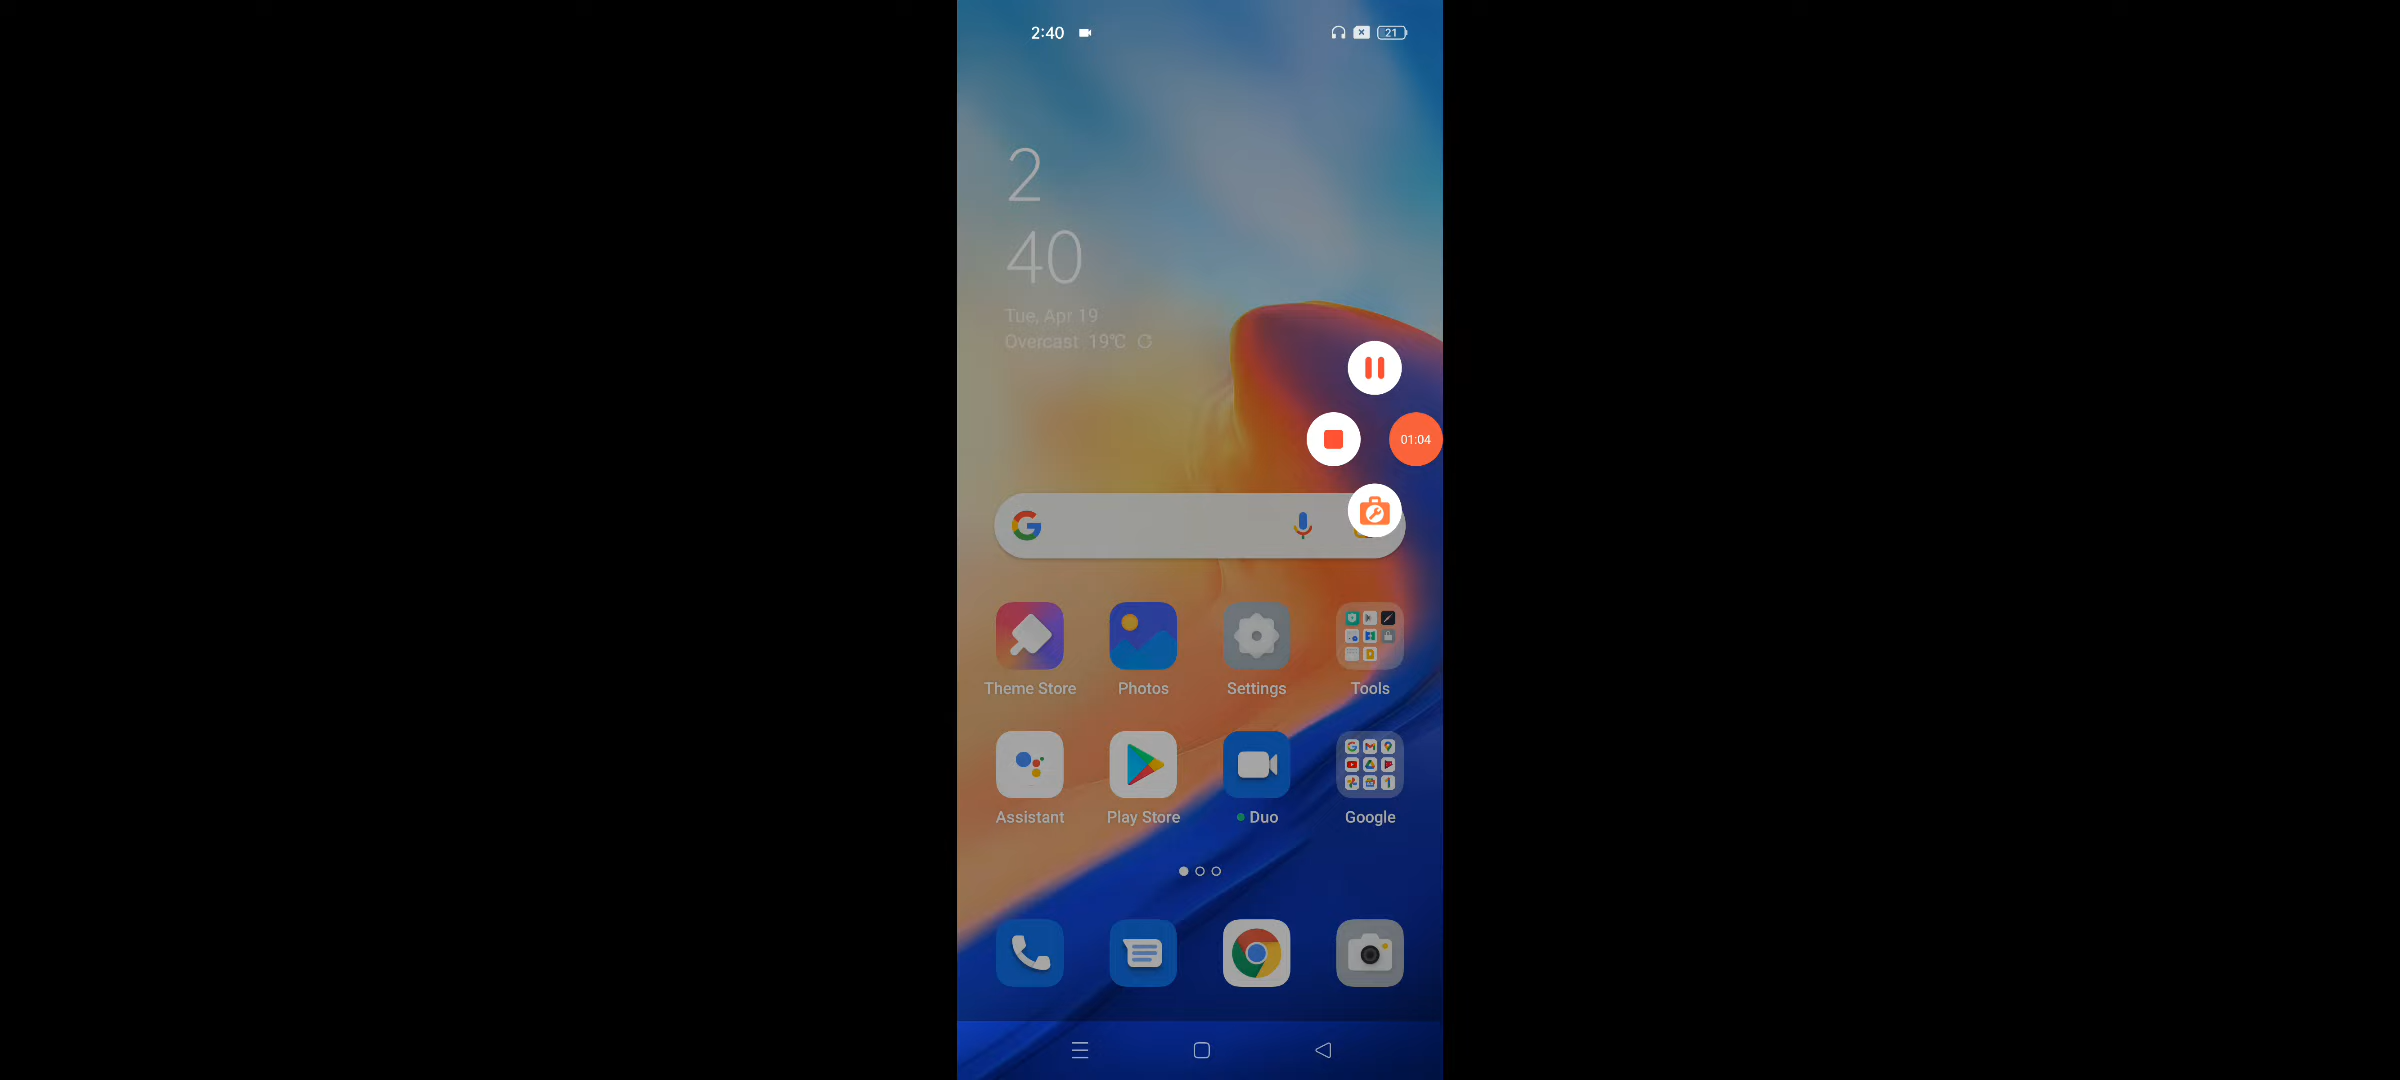 2:40
21
2
40
Tue, Apr 19
Overcast 19°C
01:04
Theme Store
Photos
Settings
Tools
Assistant
Play Store
Duo
Google